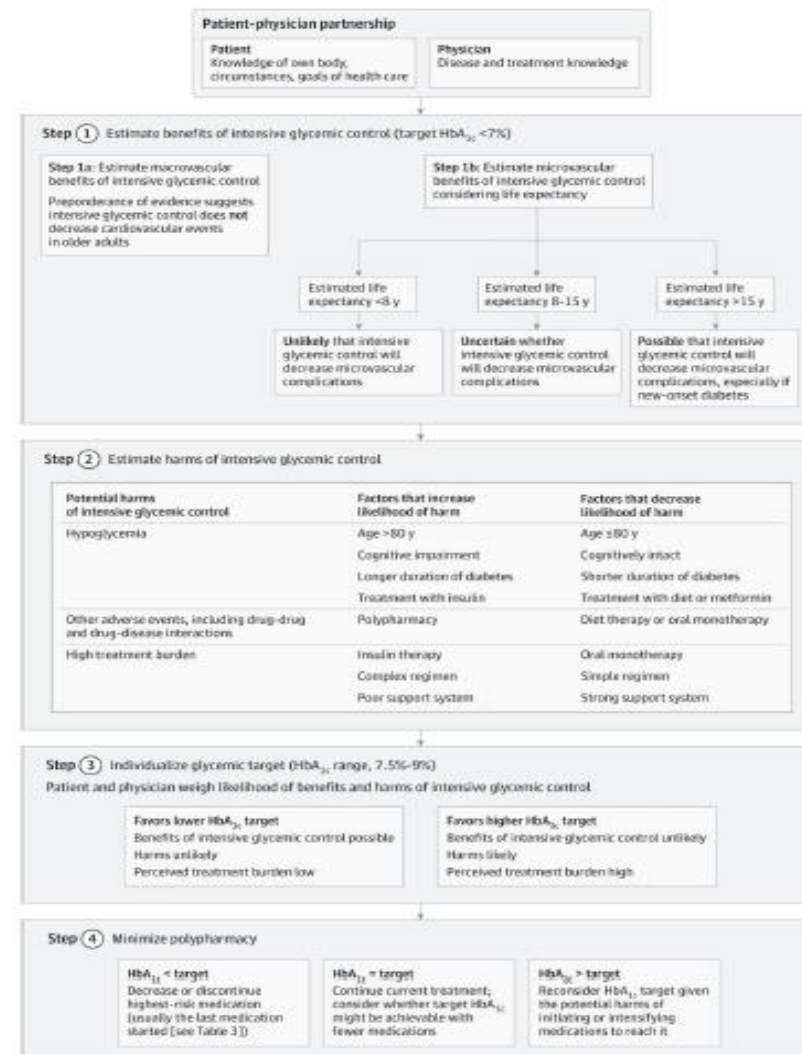 Patient-physician partnership
Patient
Knowledge of own body,
circumstances, goals of health care
Physician
Disease and treatment knowledge
Step 1 Estimate benefits of intensive glycemic control (target HbA1c <7%)
Step 1a: Estimate macrovascular
benefits of intensive glycemic control
Preponderance of evidence suggests
intensive glycemic control does not
decrease cardiovascular events
in older adults
Step 1b: Estimate microvascular
benefits of intensive glycemic control
considering life expectancy
Estimated life
expectancy <8 y
Estimated life
expectancy 8-15 y
Estimated life
expectancy >15 y
Unlikely that intensive
glycemic control will
decrease microvascular
complications
Uncertain whether
intensive glycemic control
will decrease microvascular
complications
Possible that intensive
glycemic control will
decrease microvascular
complications, especially if
new-onset diabetes
Step 2 Estimate harms of intensive glycemic control
Potential harms
of intensive glycemic control
Factors that increase
likelihood of harm
Factors that decrease
likelihood of harm
Hypoglycemia
Age >80 y
Age ≤80 y
Cognitive impairment
Cognitively intact
Longer duration of diabetes
Shorter duration of diabetes
Treatment with insulin
Treatment with diet or metformin
Other adverse events, including drug-drug
and drug-disease interactions
Polypharmacy
Diet therapy or oral monotherapy
High treatment burden
Insulin therapy
Oral monotherapy
Complex regimen
Simple regimen
Poor support system
Strong support system
Step 3 Individualize glycemic target (HbA1c range, 7.5%-9%)
Patient and physician weigh likelihood of benefits and harms of intensive glycemic control
Favors lower HbA1c target
Benefits of intensive glycemic control possible
Harms unlikely
Perceived treatment burden low
Favors higher HbA1c target
Benefits of intensive glycemic control unlikely
Harms likely
Perceived treatment burden high
Step 4 Minimize polypharmacy
HbA1c < target
Decrease or discontinue
highest-risk medication
(usually the last medication
started [see Table 3])
HbA1c = target
Continue current treatment;
consider whether target HbA1c
might be achievable with
fewer medications
HbA1c > target
Reconsider HbA1c target given
the potential harms of
initiating or intensifying
medications to reach it